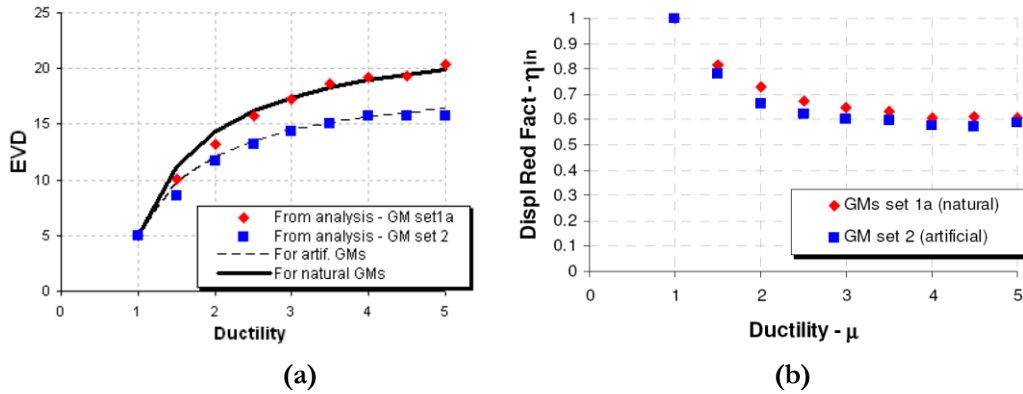 25
20
15
10
5
0
EVD
0 1 2 3 4 5
Ductility
From analysis - GM set1a
From analysis - GM set 2
For artif. GMs
For natural GMs
(a)
1
0.9
0.8
0.7
0.6
0.5
0.4
0.3
0.2
0.1
0
Displ Red Fact - ηin
0 1 2 3 4 5
Ductility - μ
GMs set 1a (natural)
GM set 2 (artificial)
(b)